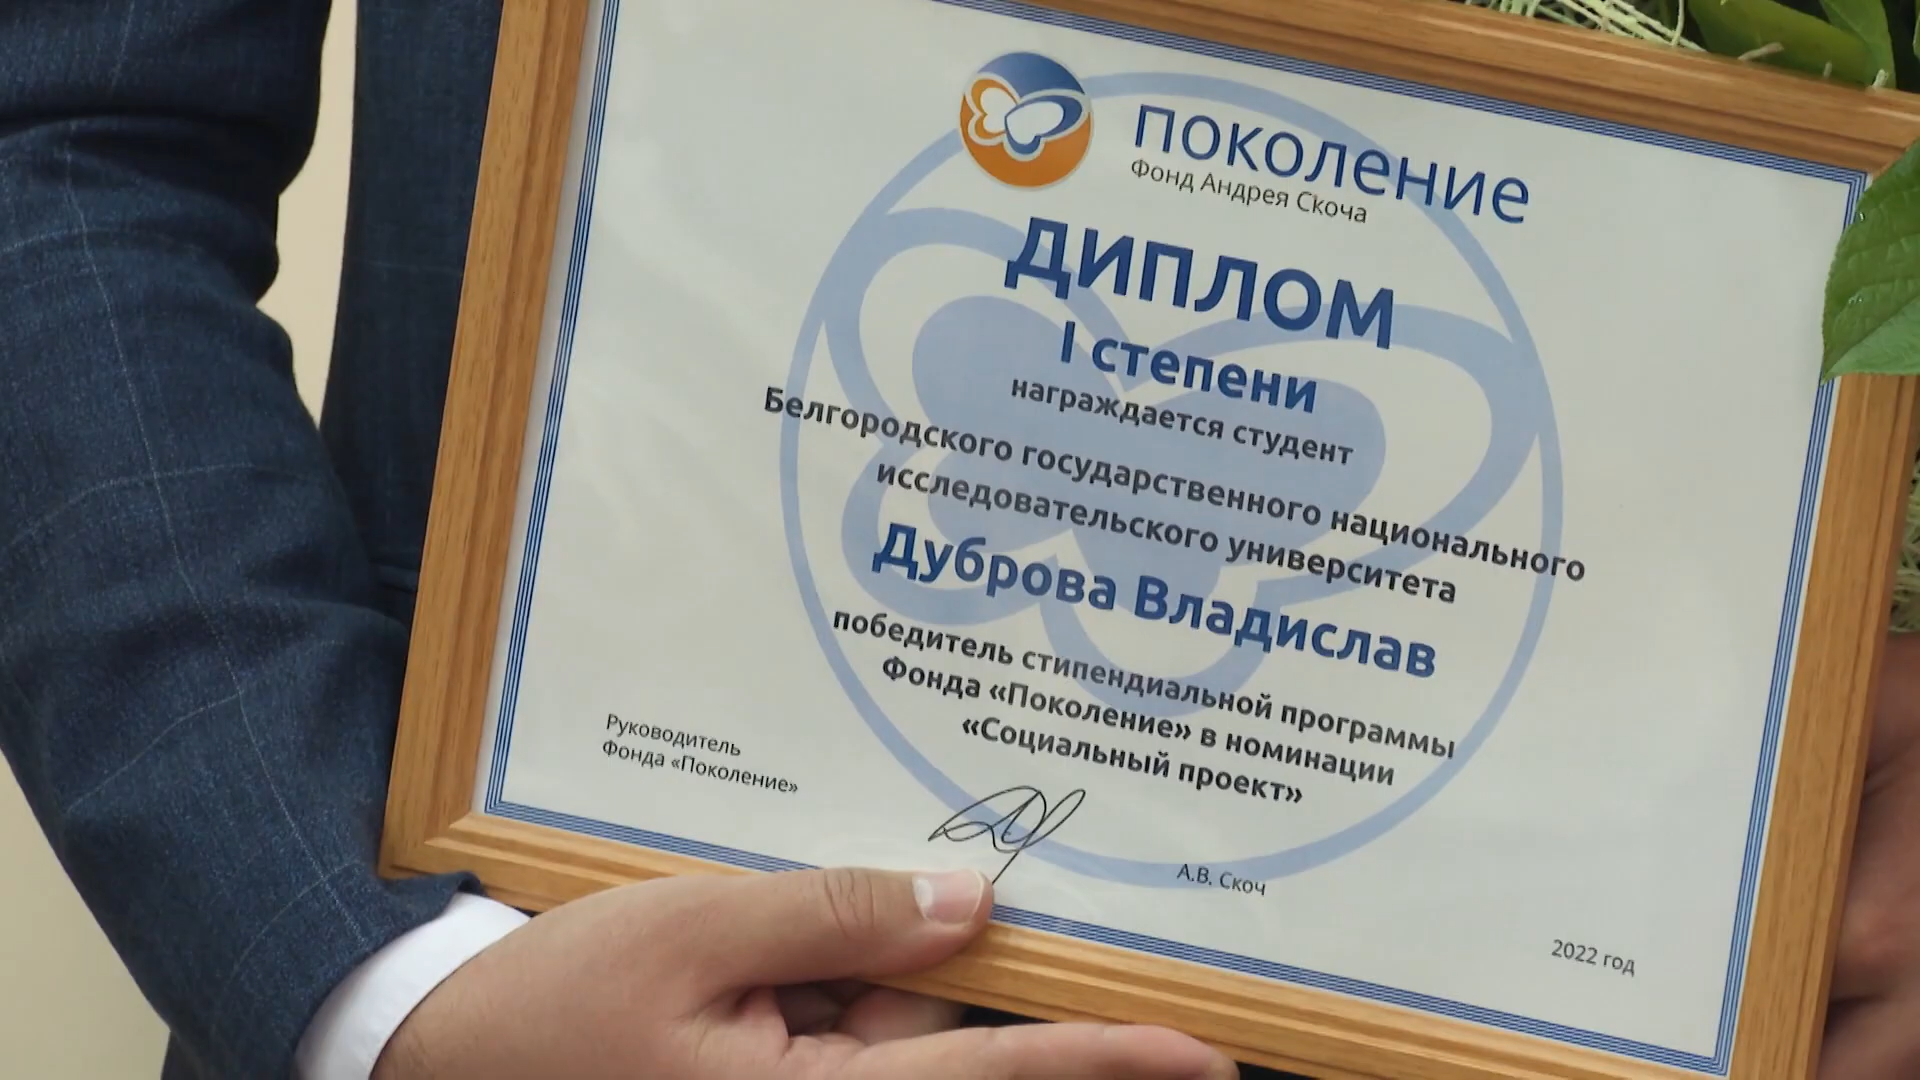 поколение
Фонд Андрея Скоча
ДИПЛОМ
I степени
награждается студент
Белгородского государственного национального
исследовательского университета
Дуброва Владислав
победитель стипендиальной программы
Фонда «Поколение» в номинации
«Социальный проект»
Руководитель
Фонда «Поколение»
А.В. Скоч
2022 год